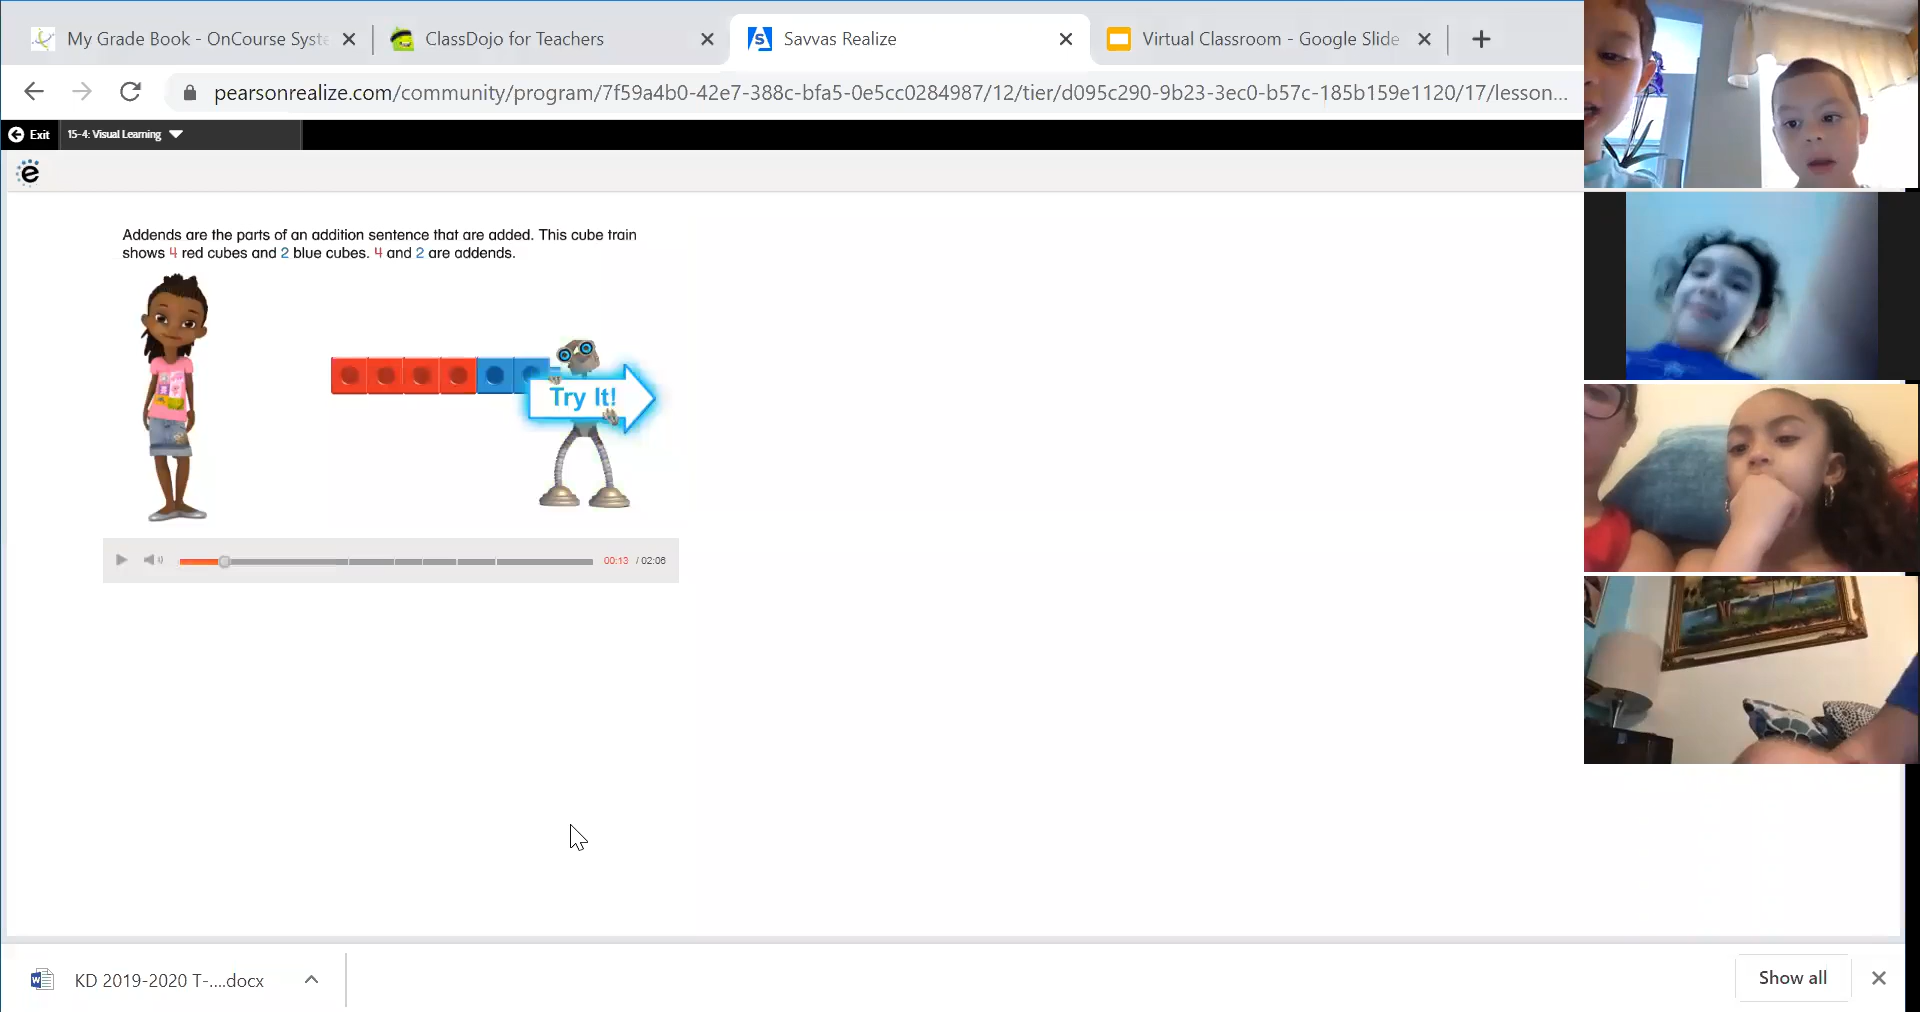 My Grade Book - OnCourse Syste
ClassDojo for Teachers
Savvas Realize
Virtual Classroom - Google Slide
pearsonrealize.com/community/program/7f59a4b0-42e7-388c-bfa5-0e5cc0284987/12/tier/d095c290-9b23-3ec0-b57c-185b159e1120/17/lesson...
Exit
15-4: Visual Learning
e
Addends are the parts of an addition sentence that are added. This cube train
shows 4 red cubes and 2 blue cubes. 4 and 2 are addends.
Try It!
00:13 / 02:06
KD 2019-2020 T-....docx
Show all